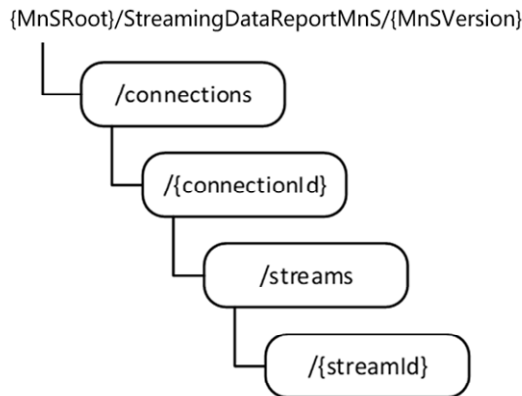 {MnSRoot}/StreamingDataReportMnS/{MnSVersion}
/connections
/{connectionId}
/streams
/{streamId}